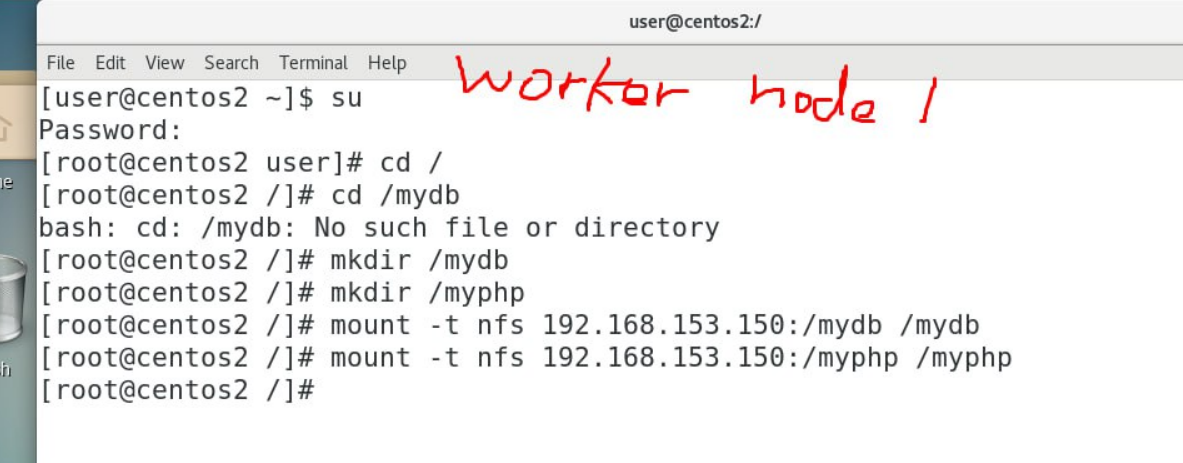 user@centos2:/
File Edit View Search Terminal Help
worker node 1
[user@centos2 ~]$ su
Password:
[root@centos2 user]# cd /
[root@centos2 /]# cd /mydb
bash: cd: /mydb: No such file or directory
[root@centos2 /]# mkdir /mydb
[root@centos2 /]# mkdir /myphp
[root@centos2 /]# mount -t nfs 192.168.153.150:/mydb /mydb
[root@centos2 /]# mount -t nfs 192.168.153.150:/myphp /myphp
[root@centos2 /]#